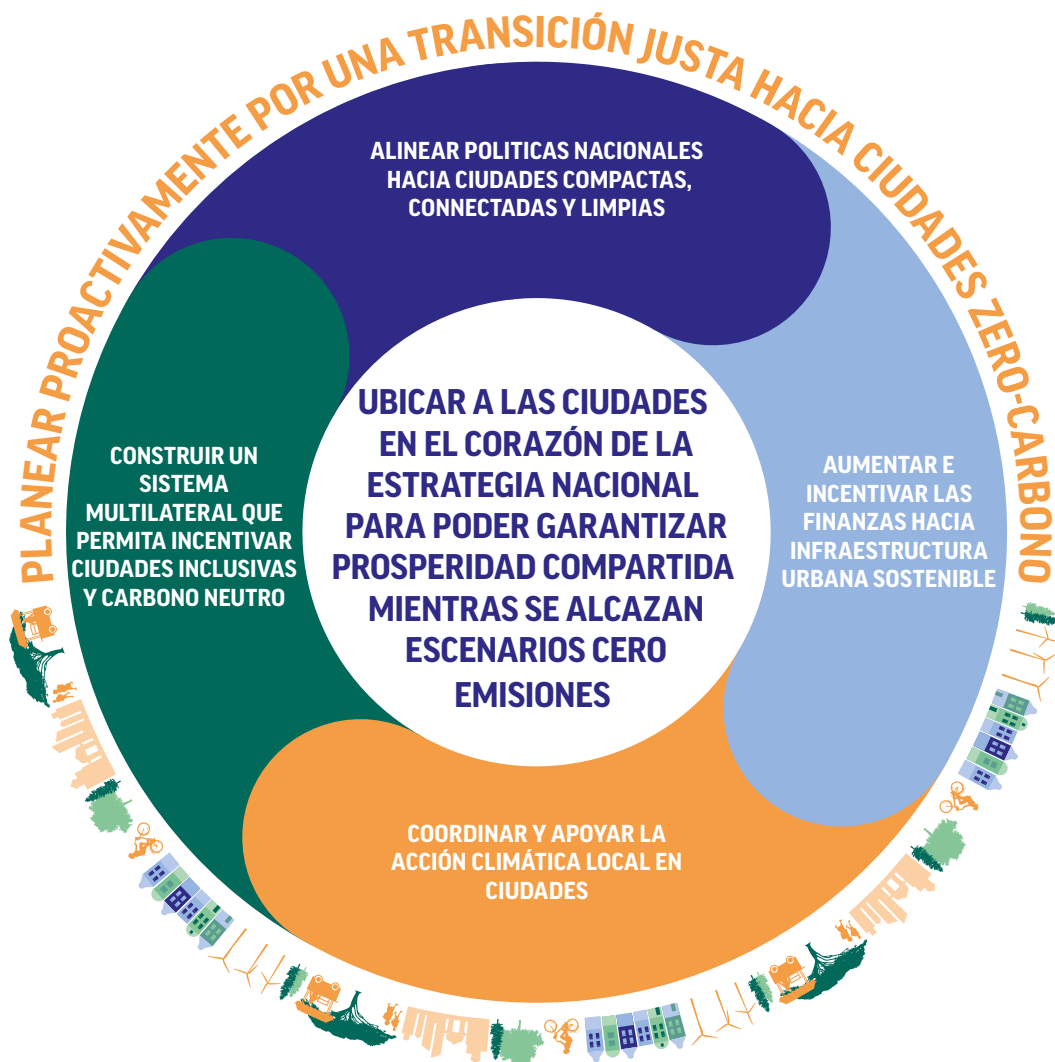 PLANEAR PROACTIVAMENTE POR UNA TRANSICIÓN JUSTA HACIA CIUDADES ZERO-CARBONO
ALINEAR POLITICAS NACIONALES
HACIA CIUDADES COMPACTAS,
CONNECTADAS Y LIMPIAS
UBICAR A LAS CIUDADES
EN EL CORAZÓN DE LA
ESTRATEGIA NACIONAL
PARA PODER GARANTIZAR
PROSPERIDAD COMPARTIDA
MIENTRAS SE ALCAZAN
ESCENARIOS CERO
EMISIONES
AUMENTAR E
INCENTIVAR LAS
FINANZAS HACIA
INFRAESTRUCTURA
URBANA SOSTENIBLE
COORDINAR Y APOYAR LA
ACCIÓN CLIMÁTICA LOCAL EN
CIUDADES
CONSTRUIR UN
SISTEMA
MULTILATERAL QUE
PERMITA INCENTIVAR
CIUDADES INCLUSIVAS
Y CARBONO NEUTRO